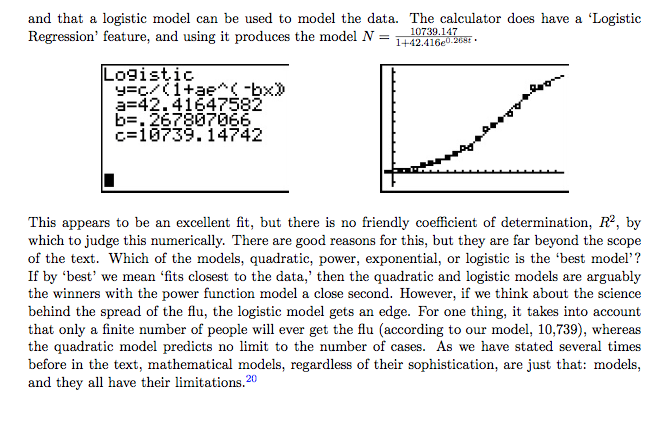 and that a logistic model can be used to model the data. The calculator does have a ‘Logistic
Regression’ feature, and using it produces the model N = 10739.147/1+42.416e^0.268t .
Logistic
y=c/(1+ae^(-bx))
a=42.41647582
b=.267807066
c=10739.14742
This appears to be an excellent fit, but there is no friendly coefficient of determination, R², by
which to judge this numerically. There are good reasons for this, but they are far beyond the scope
of the text. Which of the models, quadratic, power, exponential, or logistic is the ‘best model’?
If by ‘best’ we mean ‘fits closest to the data,’ then the quadratic and logistic models are arguably
the winners with the power function model a close second. However, if we think about the science
behind the spread of the flu, the logistic model gets an edge. For one thing, it takes into account
that only a finite number of people will ever get the flu (according to our model, 10,739), whereas
the quadratic model predicts no limit to the number of cases. As we have stated several times
before in the text, mathematical models, regardless of their sophistication, are just that: models,
and they all have their limitations.²⁰